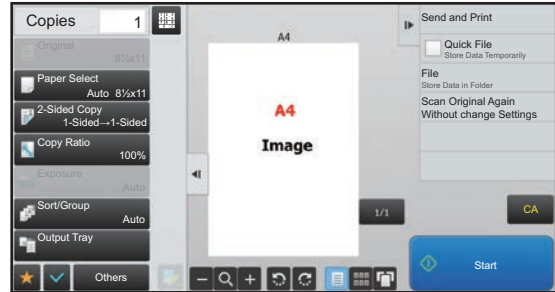 Copies 1
Original
8½x11
Paper Select
Auto 8½x11
2-Sided Copy
1-Sided→1-Sided
Copy Ratio
100%
Exposure
Auto
Sort/Group
Auto
Output Tray
Others
A4
A4
Image
1/1
Send and Print
Quick File
Store Data Temporarily
File
Store Data in Folder
Scan Original Again
Without change Settings
CA
Start